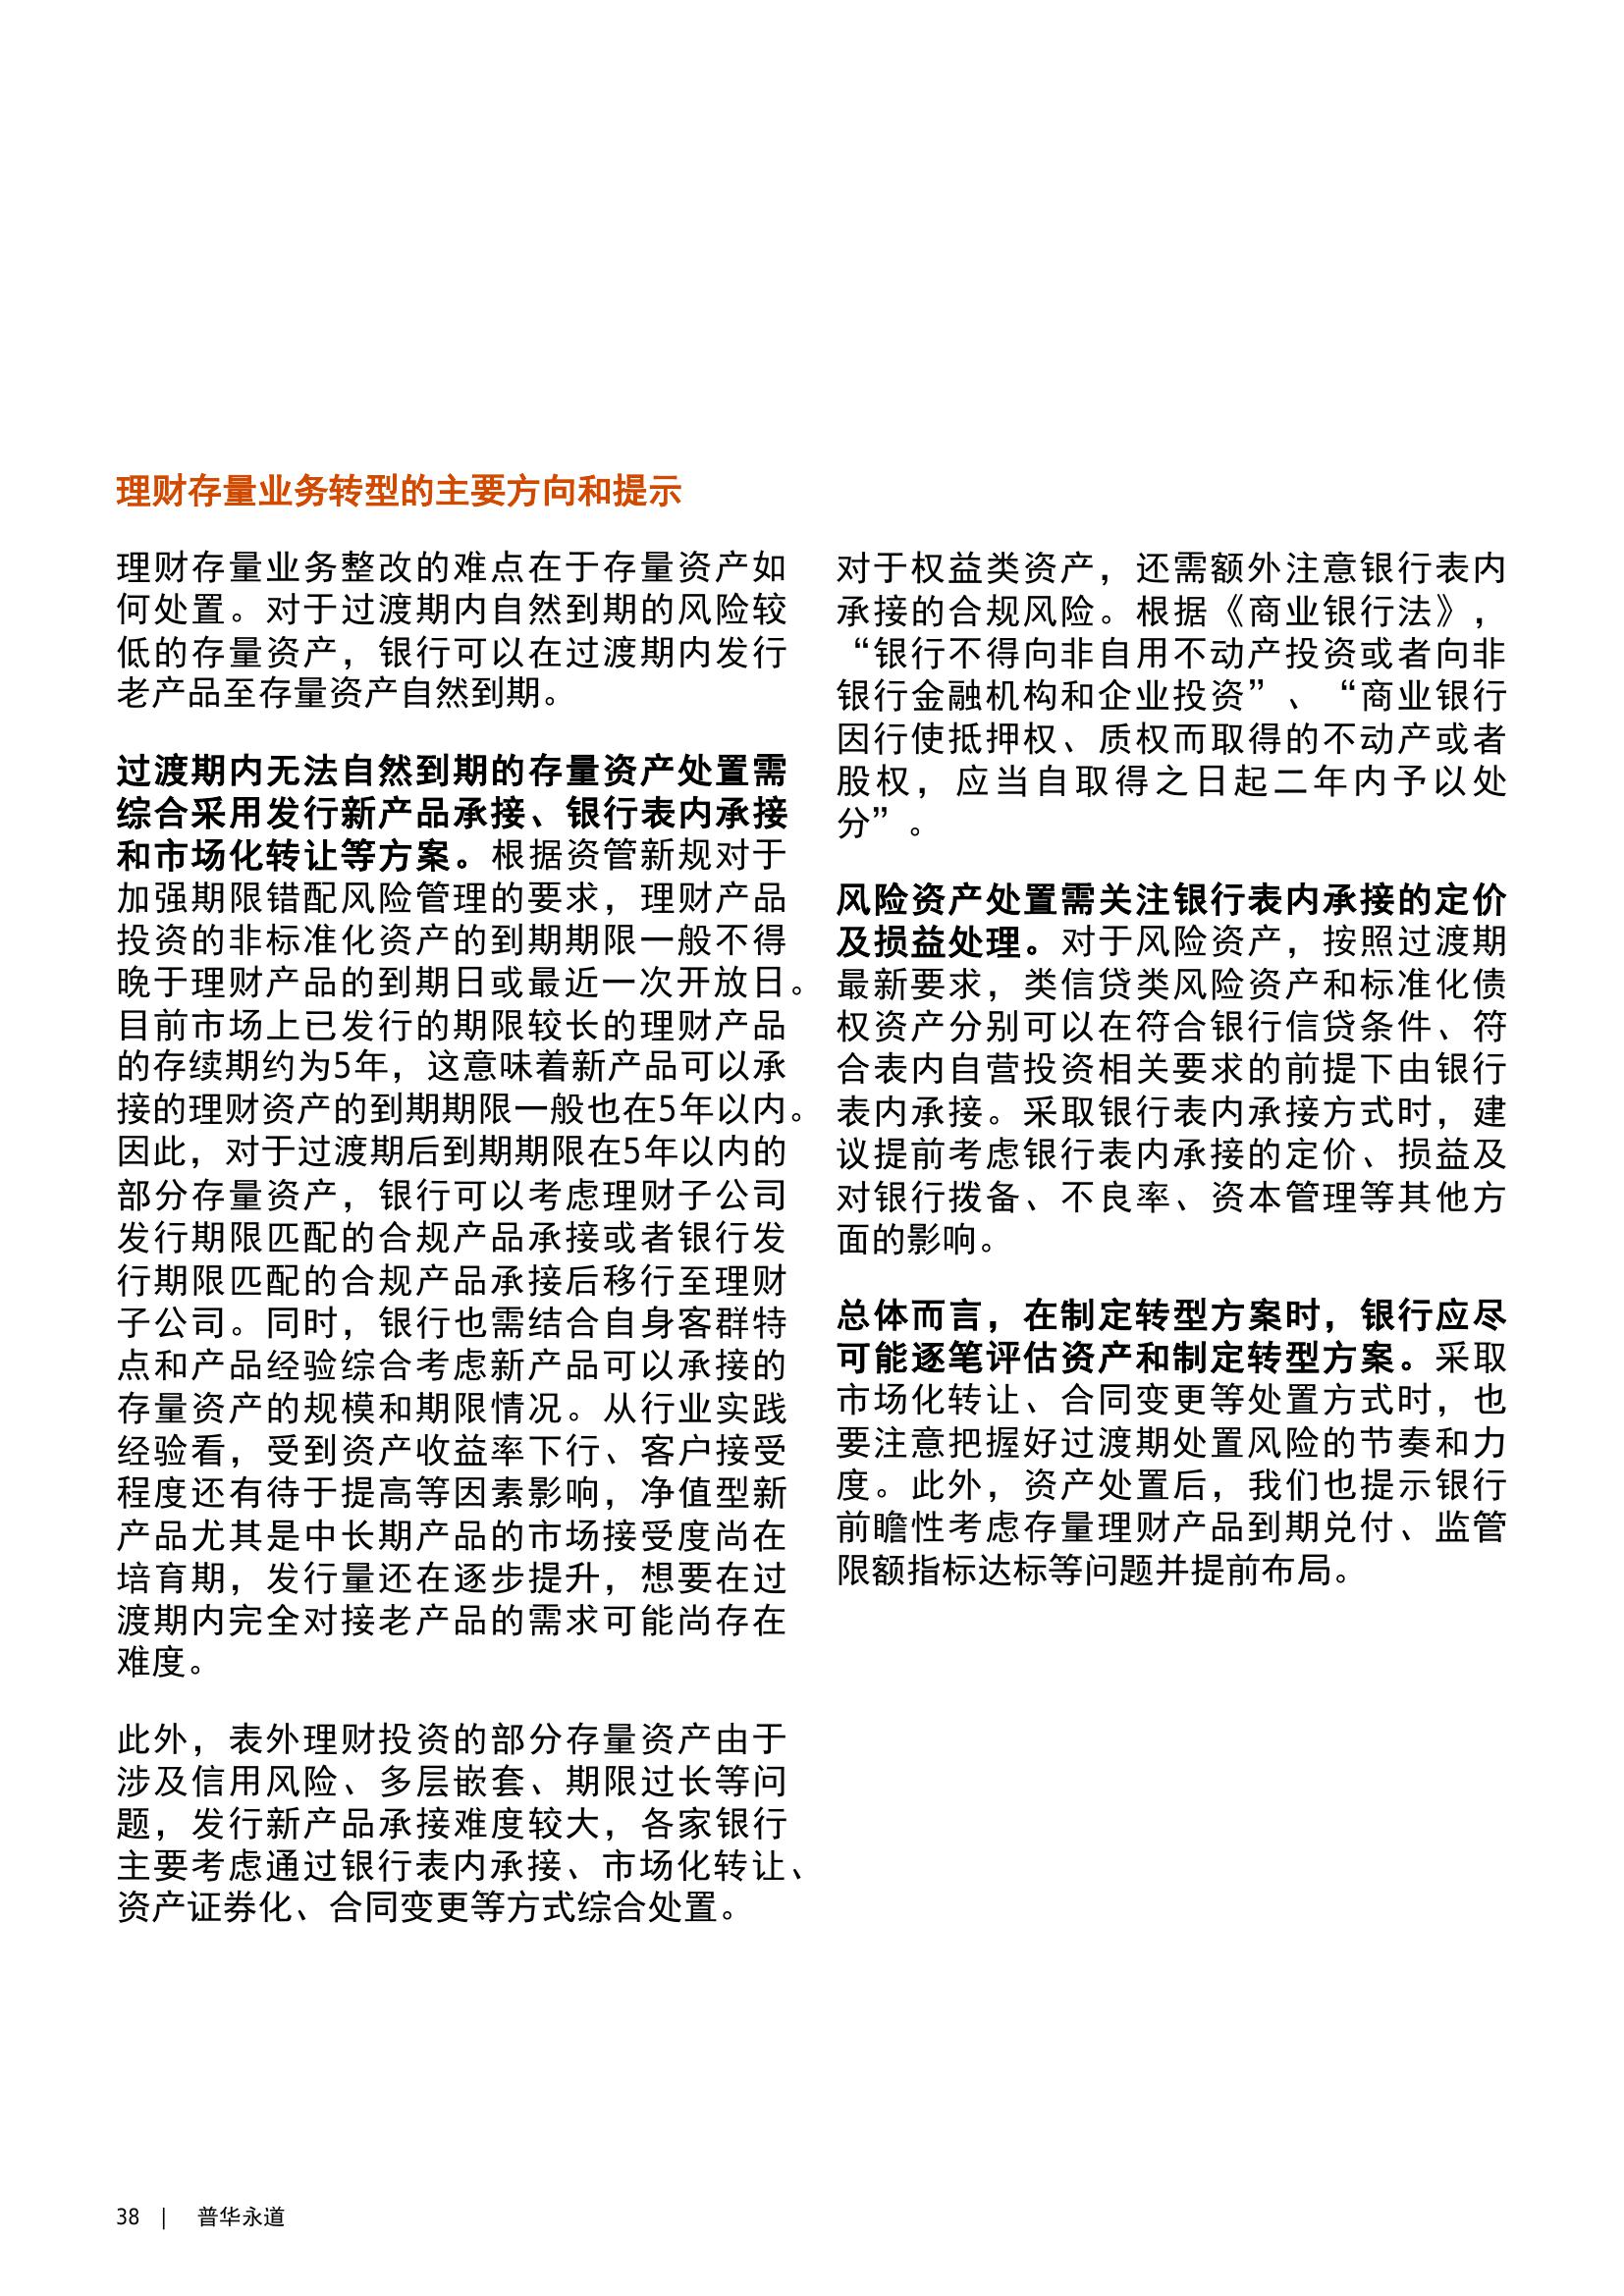 理财存量业务转型的主要方向和提示
理财存量业务整改的难点在于存量资产如
何处置。对于过渡期内自然到期的风险较
低的存量资产，银行可以在过渡期内发行
老产品至存量资产自然到期。
过渡期内无法自然到期的存量资产处置需
综合采用发行新产品承接、银行表内承接
和市场化转让等方案。根据资管新规对于
加强期限错配风险管理的要求，理财产品
投资的非标准化资产的到期期限一般不得
晚于理财产品的到期日或最近一次开放日。
目前市场上已发行的期限较长的理财产品
的存续期约为5年，这意味着新产品可以承
接的理财资产的到期期限一般也在5年以内。
因此，对于过渡期后到期期限在5年以内的
部分存量资产，银行可以考虑理财子公司
发行期限匹配的合规产品承接或者银行发
行期限匹配的合规产品承接后移行至理财
子公司。同时，银行也需结合自身客群特
点和产品经验综合考虑新产品可以承接的
存量资产的规模和期限情况。从行业实践
经验看，受到资产收益率下行、客户接受
程度还有待于提高等因素影响，净值型新
产品尤其是中长期产品的市场接受度尚在
培育期，发行量还在逐步提升，想要在过
渡期内完全对接老产品的需求可能尚存在
难度。
此外，表外理财投资的部分存量资产由于
涉及信用风险、多层嵌套、期限过长等问
题，发行新产品承接难度较大，各家银行
主要考虑通过银行表内承接、市场化转让、
资产证券化、合同变更等方式综合处置。
对于权益类资产，还需额外注意银行表内
承接的合规风险。根据《商业银行法》，
“银行不得向非自用不动产投资或者向非
银行金融机构和企业投资”、“商业银行
因行使抵押权、质权而取得的不动产或者
股权，应当自取得之日起二年内予以处
分”。
风险资产处置需关注银行表内承接的定价
及损益处理。对于风险资产，按照过渡期
最新要求，类信贷类风险资产和标准化债
权资产分别可以在符合银行信贷条件、符
合表内自营投资相关要求的前提下由银行
表内承接。采取银行表内承接方式时，建
议提前考虑银行表内承接的定价、损益及
对银行拨备、不良率、资本管理等其他方
面的影响。
总体而言，在制定转型方案时，银行应尽
可能逐笔评估资产和制定转型方案。采取
市场化转让、合同变更等处置方式时，也
要注意把握好过渡期处置风险的节奏和力
度。此外，资产处置后，我们也提示银行
前瞻性考虑存量理财产品到期兑付、监管
限额指标达标等问题并提前布局。
38 | 普华永道